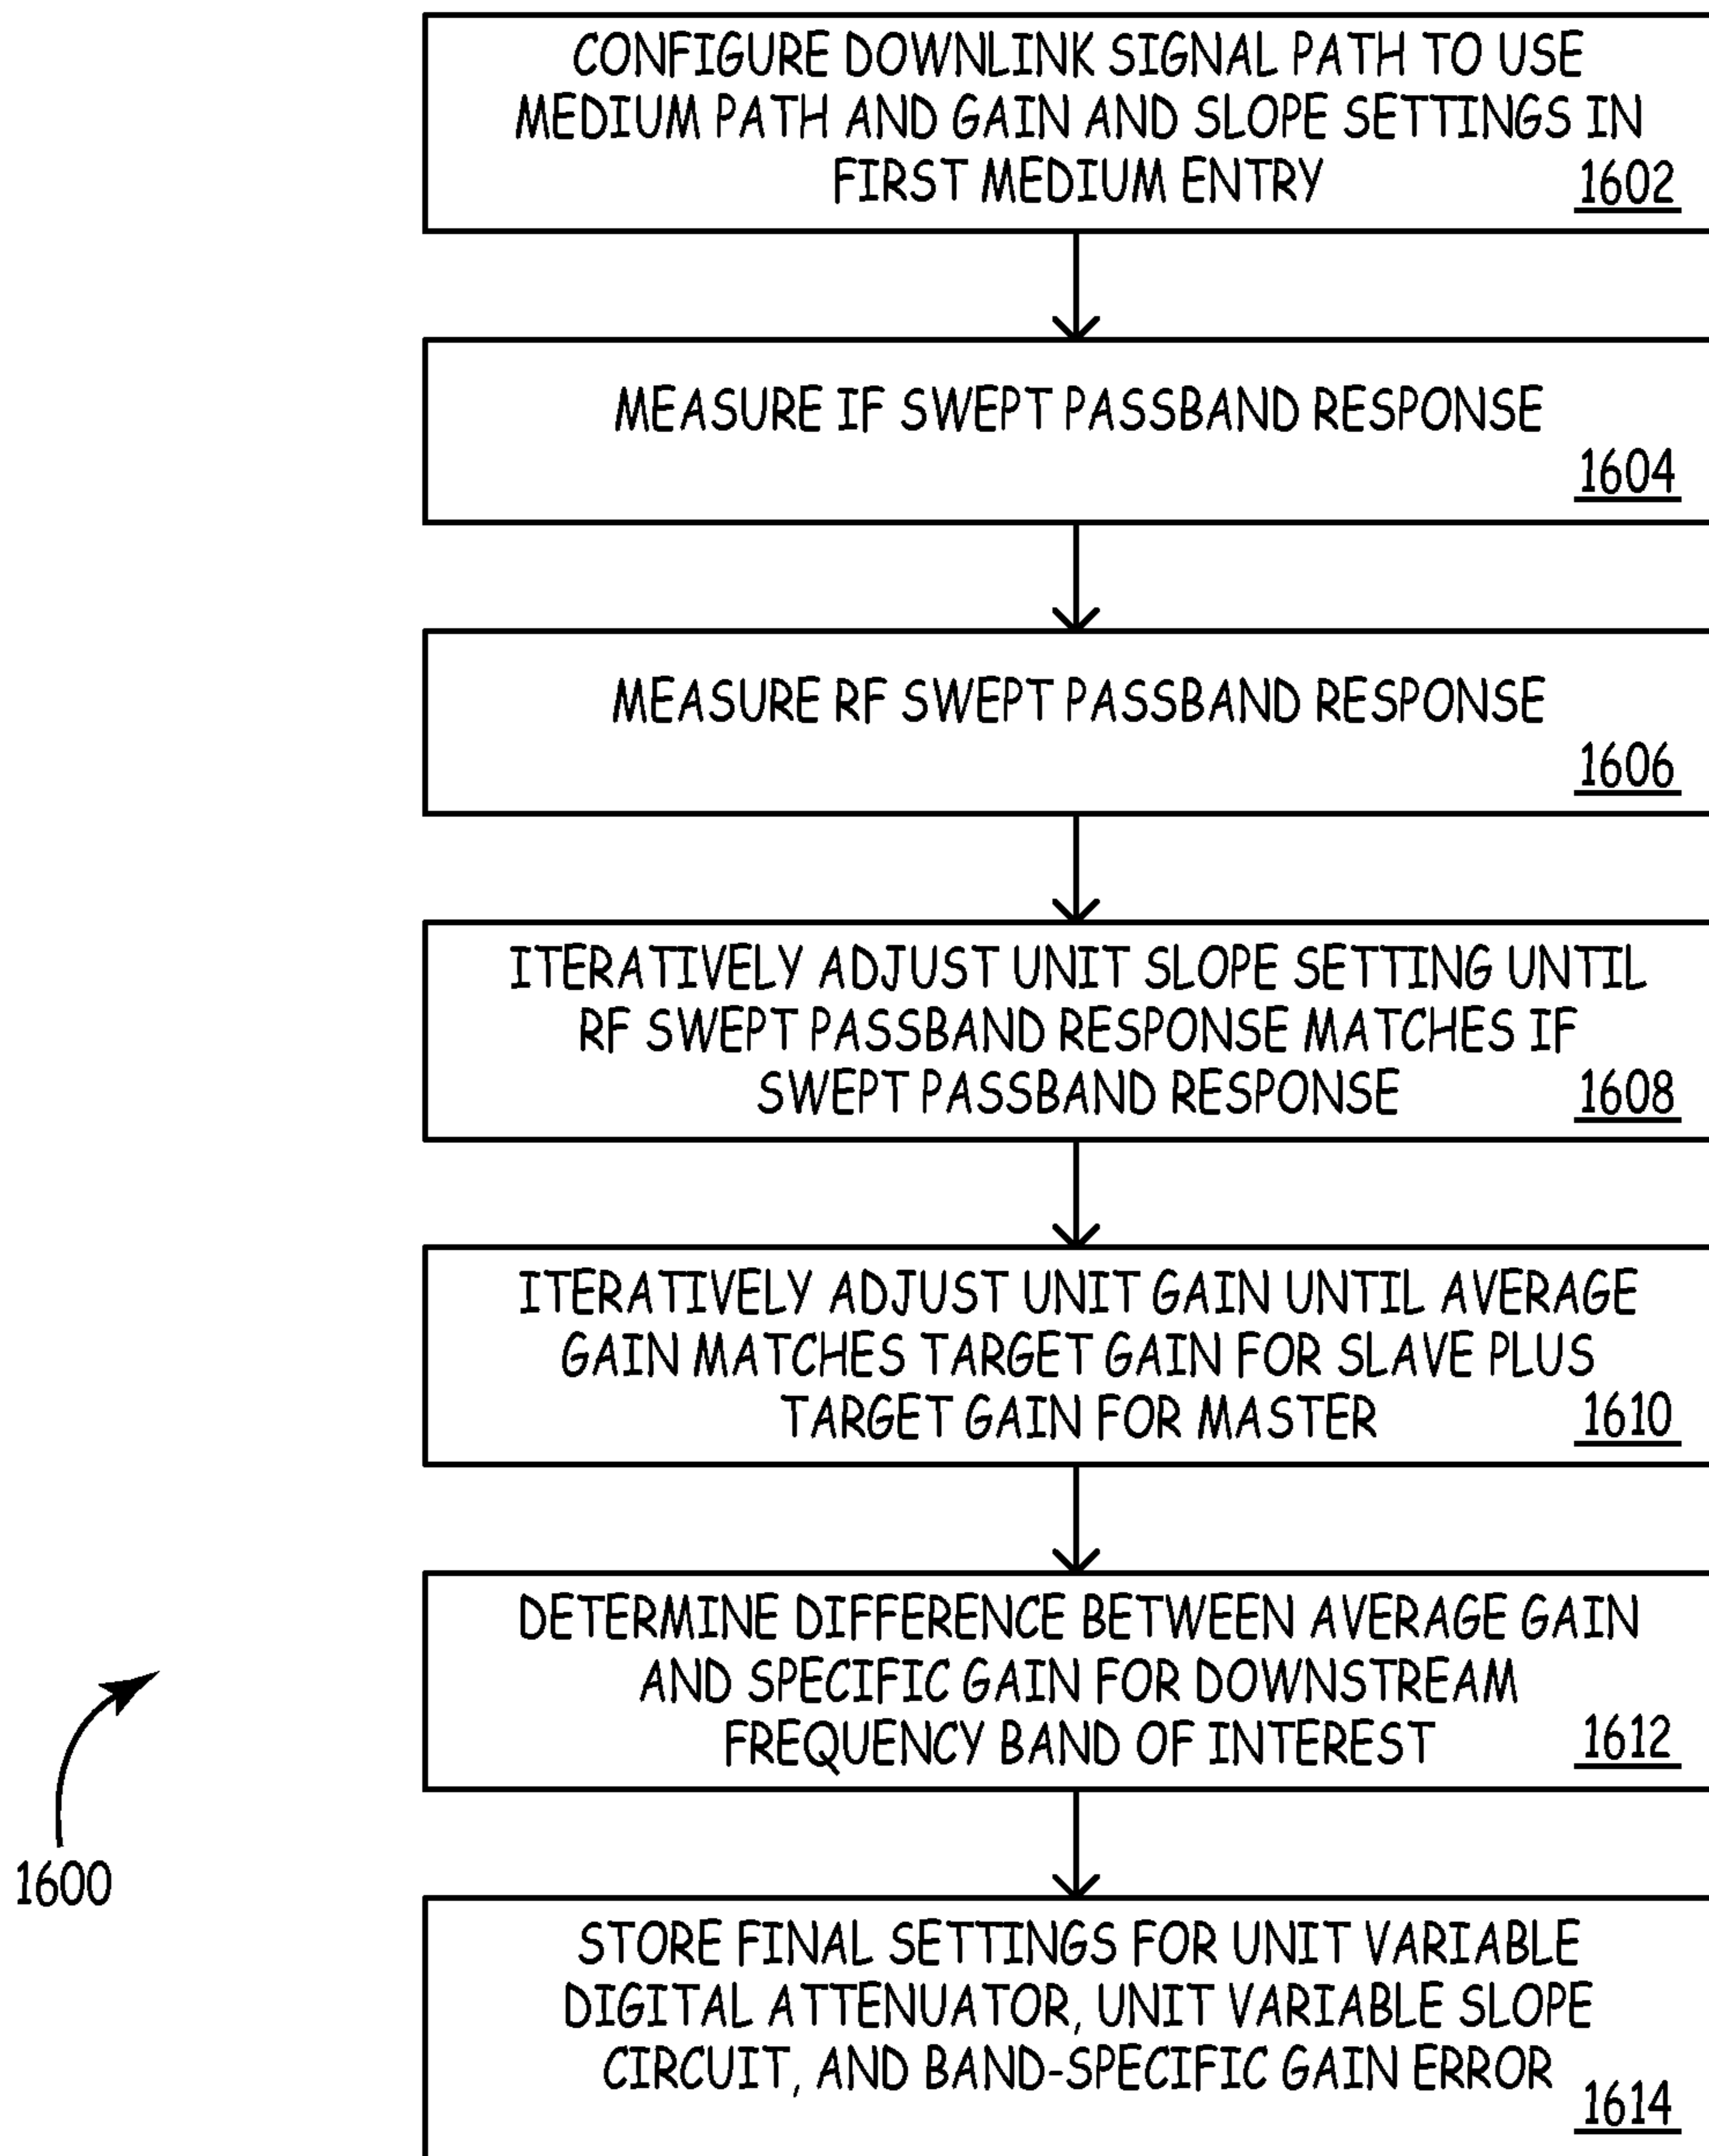 CONFIGURE DOWNLINK SIGNAL PATH TO USE
MEDIUM PATH AND GAIN AND SLOPE SETTINGS IN
FIRST MEDIUM ENTRY
1602
MEASURE IF SWEPT PASSBAND RESPONSE
1604
MEASURE RF SWEPT PASSBAND RESPONSE
1606
ITERATIVELY ADJUST UNIT SLOPE SETTING UNTIL
RF SWEPT PASSBAND RESPONSE MATCHES IF
SWEPT PASSBAND RESPONSE
1608
ITERATIVELY ADJUST UNIT GAIN UNTIL AVERAGE
GAIN MATCHES TARGET GAIN FOR SLAVE PLUS
TARGET GAIN FOR MASTER
1610
DETERMINE DIFFERENCE BETWEEN AVERAGE GAIN
AND SPECIFIC GAIN FOR DOWNSTREAM
FREQUENCY BAND OF INTEREST
1612
1600
STORE FINAL SETTINGS FOR UNIT VARIABLE
DIGITAL ATTENUATOR, UNIT VARIABLE SLOPE
CIRCUIT, AND BAND-SPECIFIC GAIN ERROR
1614